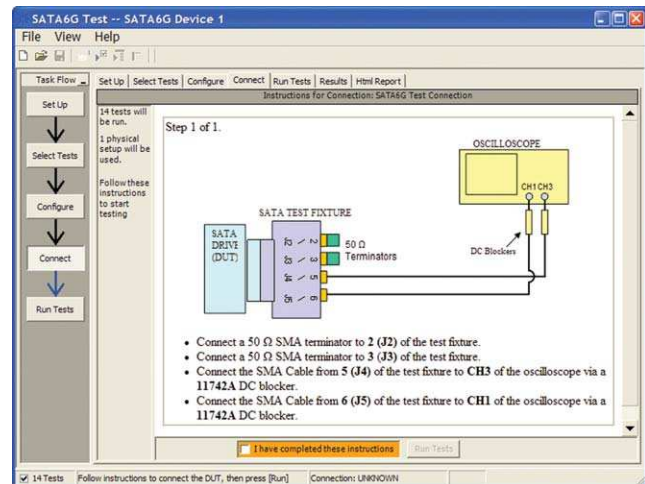 SATA6G Test -- SATA6G Device 1
File View Help
Task Flow
Set Up
Select Tests
Configure
Connect
Run Tests
Set Up Select Tests Configure Connect Run Tests Results Html Report
Instructions for Connection: SATA6G Test Connection
14 tests will
be run.
1 physical
setup will be
used.
Follow these
instructions
to start
testing
Step 1 of 1.
OSCILLOSCOPE
CH1 CH3
DC Blockers
SATA TEST FIXTURE
SATA
DRIVE
(DUT)
J2 / 2
J3 / 3
J4 / 5
J5 / 6
50 Ω
Terminators
• Connect a 50 Ω SMA terminator to 2 (J2) of the test fixture.
• Connect a 50 Ω SMA terminator to 3 (J3) of the test fixture.
• Connect the SMA Cable from 5 (J4) of the test fixture to CH3 of the oscilloscope via a
11742A DC blocker.
• Connect the SMA Cable from 6 (J5) of the test fixture to CH1 of the oscilloscope via a
11742A DC blocker.
I have completed these instructions
Run Tests
14 Tests Follow instructions to connect the DUT, then press [Run] Connection: UNKNOWN